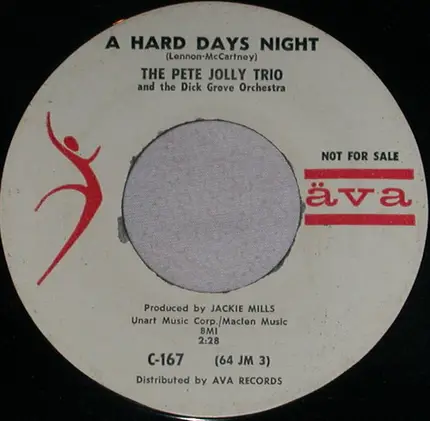 A HARD DAYS NIGHT
(Lennon-McCartney)
THE PETE JOLLY TRIO
and the Dick Grove Orchestra
NOT FOR SALE
äva
Produced by JACKIE MILLS
Unart Music Corp./Maclen Music
BMI
2:28
C-167 (64 JM 3)
Distributed by AVA RECORDS